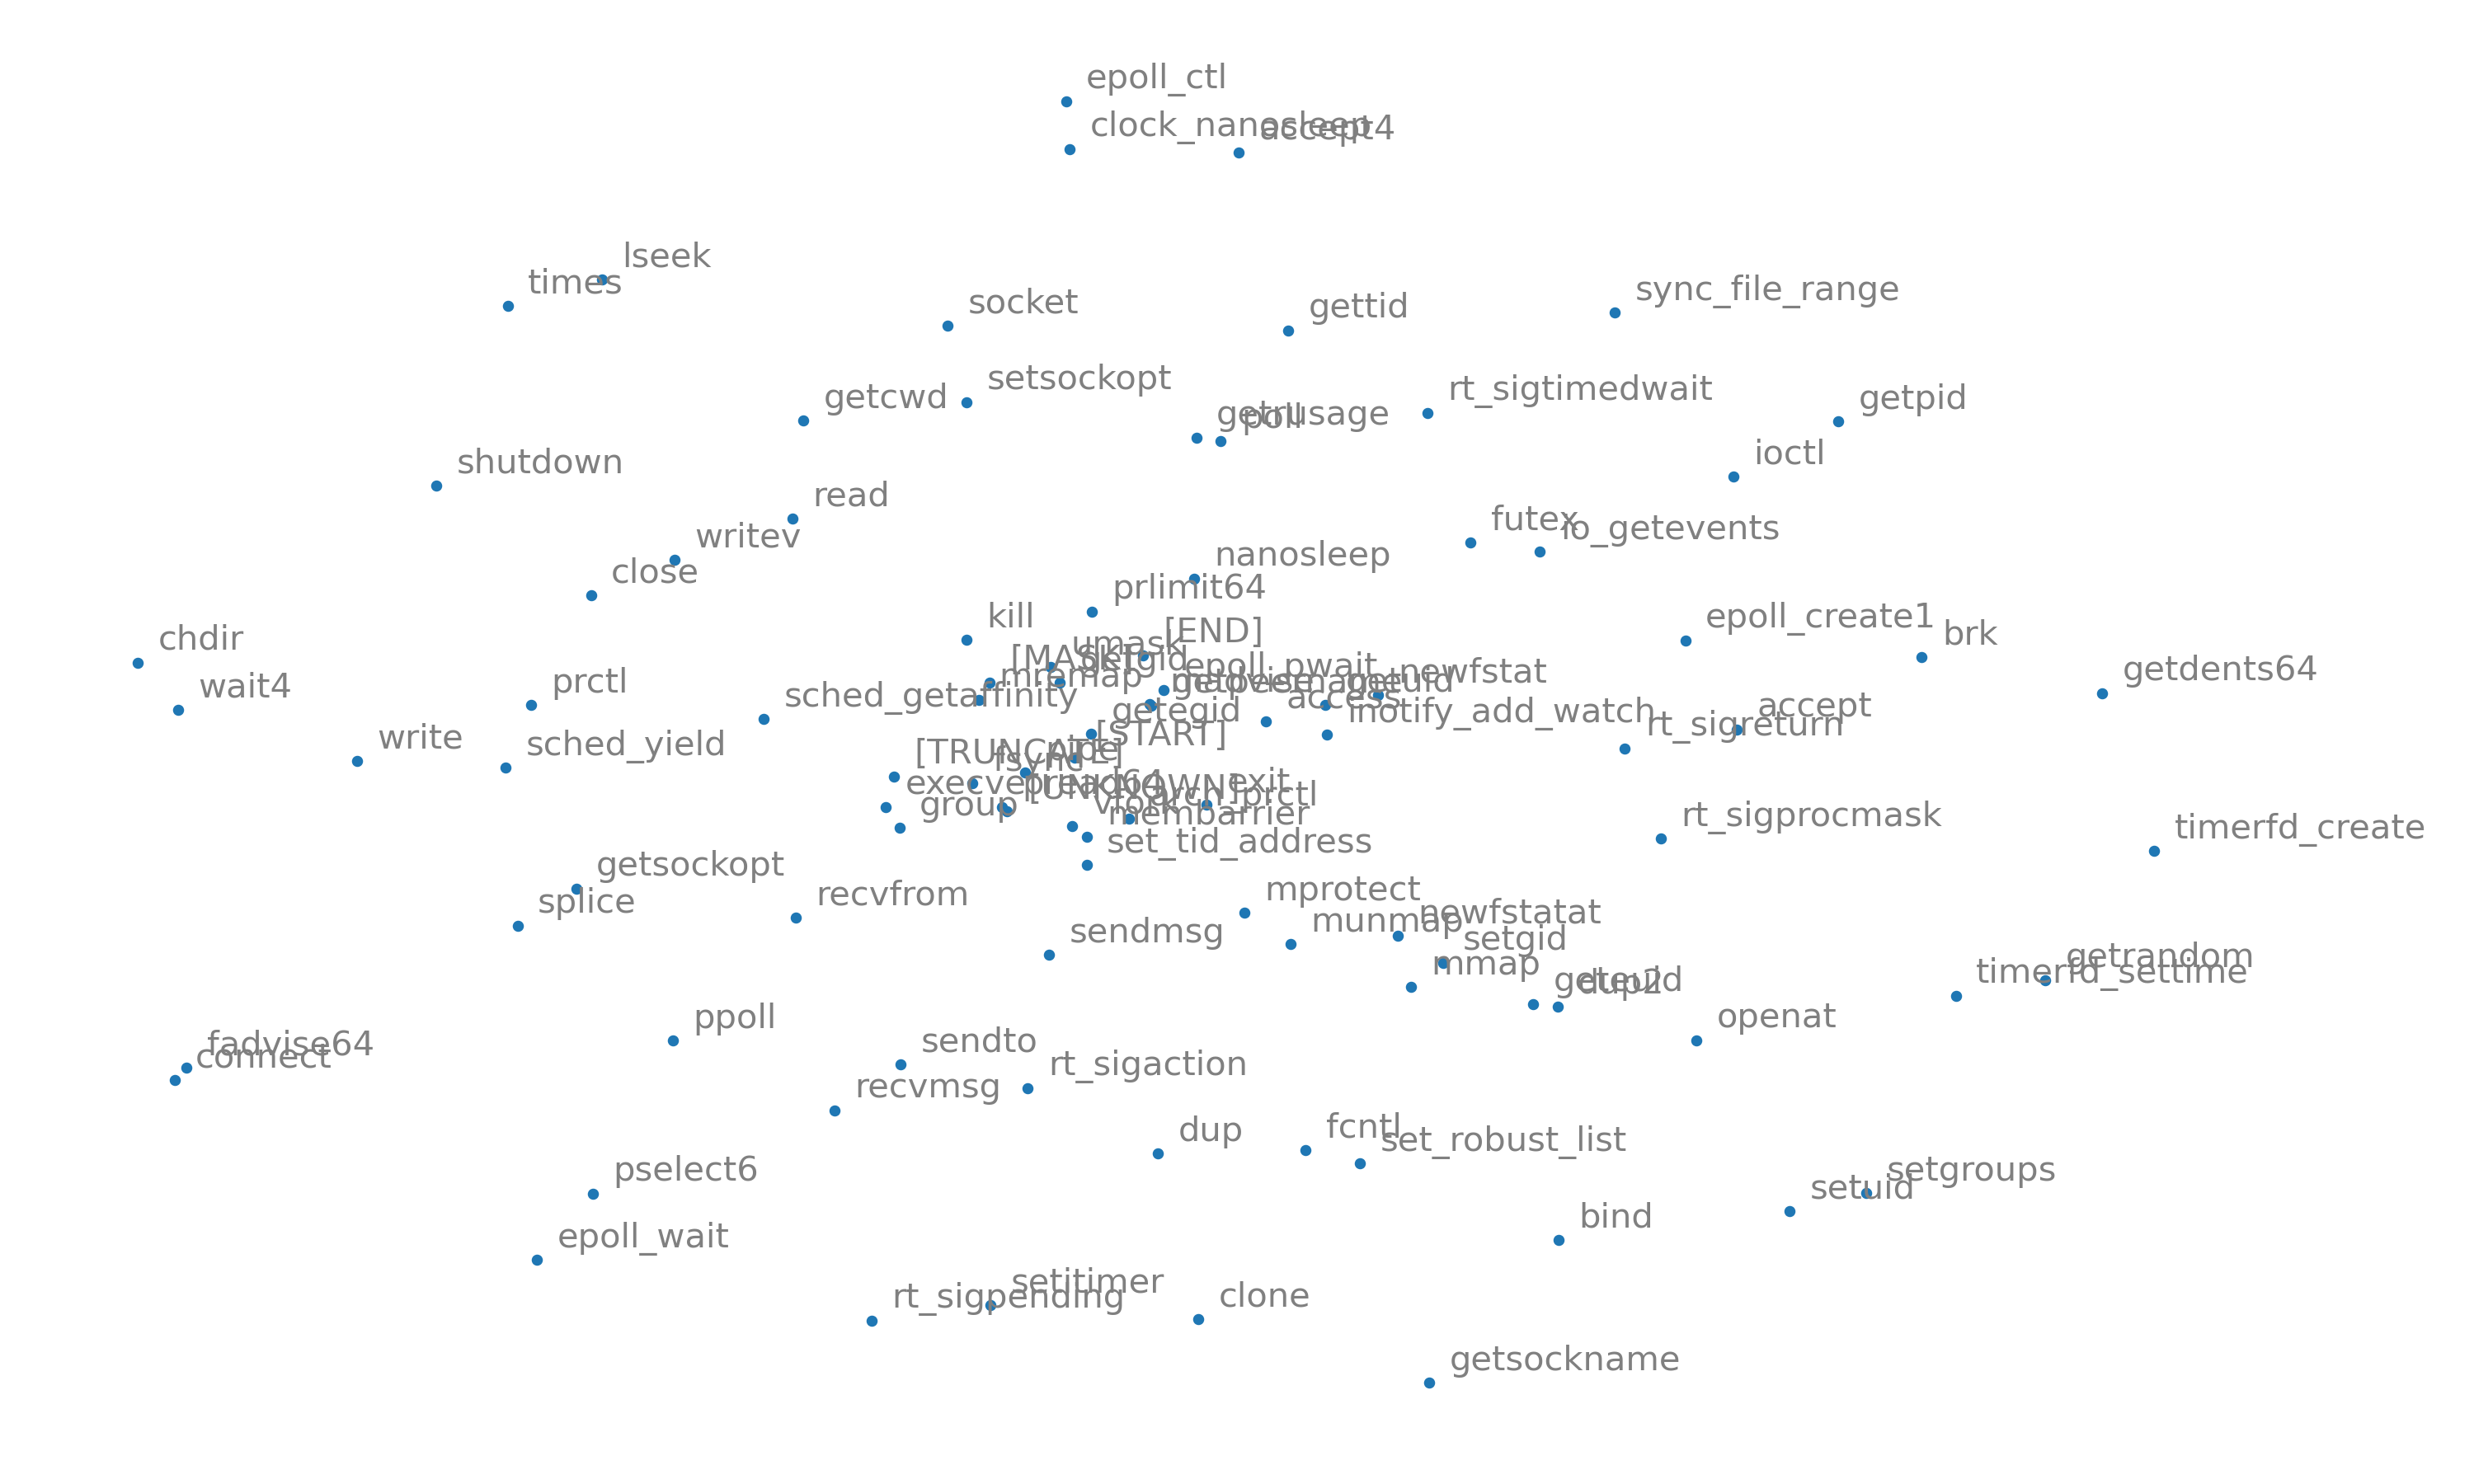 epoll_ctl
clock_nanosleep
accept4
lseek
times
socket
gettid
sync_file_range
setsockopt
rt_sigtimedwait
getcwd
getpid
getrusage
poll
shutdown
ioctl
read
futex
io_getevents
writev
nanosleep
close
prlimit64
kill
epoll_create1
brk
chdir
umask
[END]
[MASK]
epoll_pwait
newfstat
getdents64
wait4
prctl
mremap
getuid
sched_getaffinity
access
getegid
inotify_add_watch
accept
rt_sigreturn
write
sched_yield
[START]
[TRUNCATE]
pipe
fsync
execve
pread64
[UNKNOWN]
exit
group
vfork
arch_prctl
membarrier
rt_sigprocmask
timerfd_create
set_tid_address
getsockopt
splice
recvfrom
mprotect
munmap
newfstatat
sendmsg
setgid
mmap
geteuid
dup2
getrandom
timerfd_settime
openat
ppoll
fadvise64
connect
sendto
rt_sigaction
recvmsg
dup
fcntl
set_robust_list
pselect6
setgroups
setuid
bind
epoll_wait
setitimer
rt_sigpending
clone
getsockname